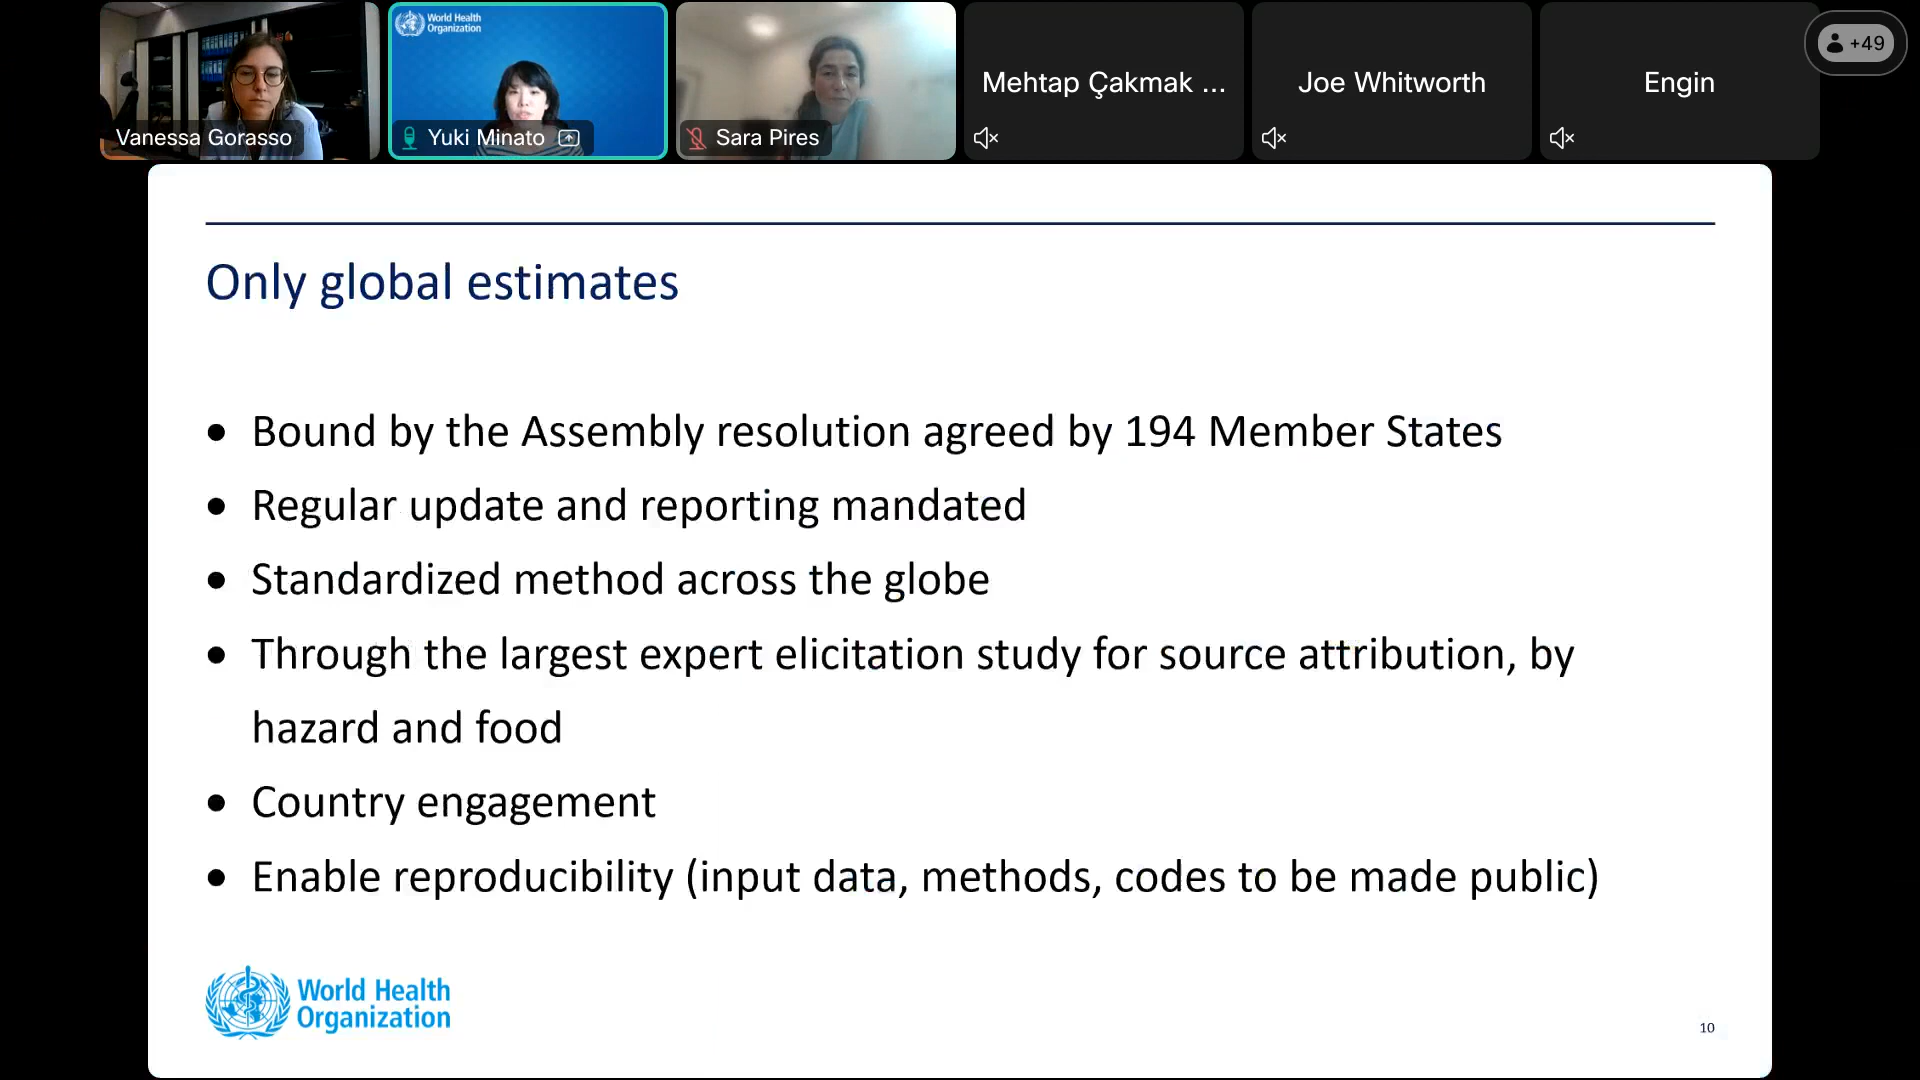 World Health
Organization
Vanessa Gorasso
Yuki Minato
Sara Pires
Mehtap Çakmak ...
Joe Whitworth
Engin
+49
Only global estimates
• Bound by the Assembly resolution agreed by 194 Member States
• Regular update and reporting mandated
• Standardized method across the globe
• Through the largest expert elicitation study for source attribution, by
hazard and food
• Country engagement
• Enable reproducibility (input data, methods, codes to be made public)
World Health
Organization
10